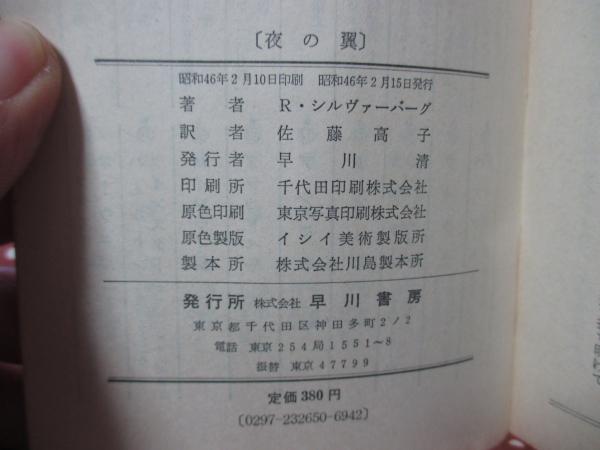 〔夜の翼〕
昭和46年2月10日印刷 昭和46年2月15日発行
著者 R・シルヴァーバーグ
訳者 佐藤高子
発行者 早川清
印刷所 千代田印刷株式会社
原色印刷 東京写真印刷株式会社
原色製版 イシイ美術製版所
製本所 株式会社川島製本所
発行所 株式会社 早川書房
東京都千代田区神田多町2ノ2
電話 東京254局1551〜8
振替 東京47799
定価380円
〔0297-232650-6942〕